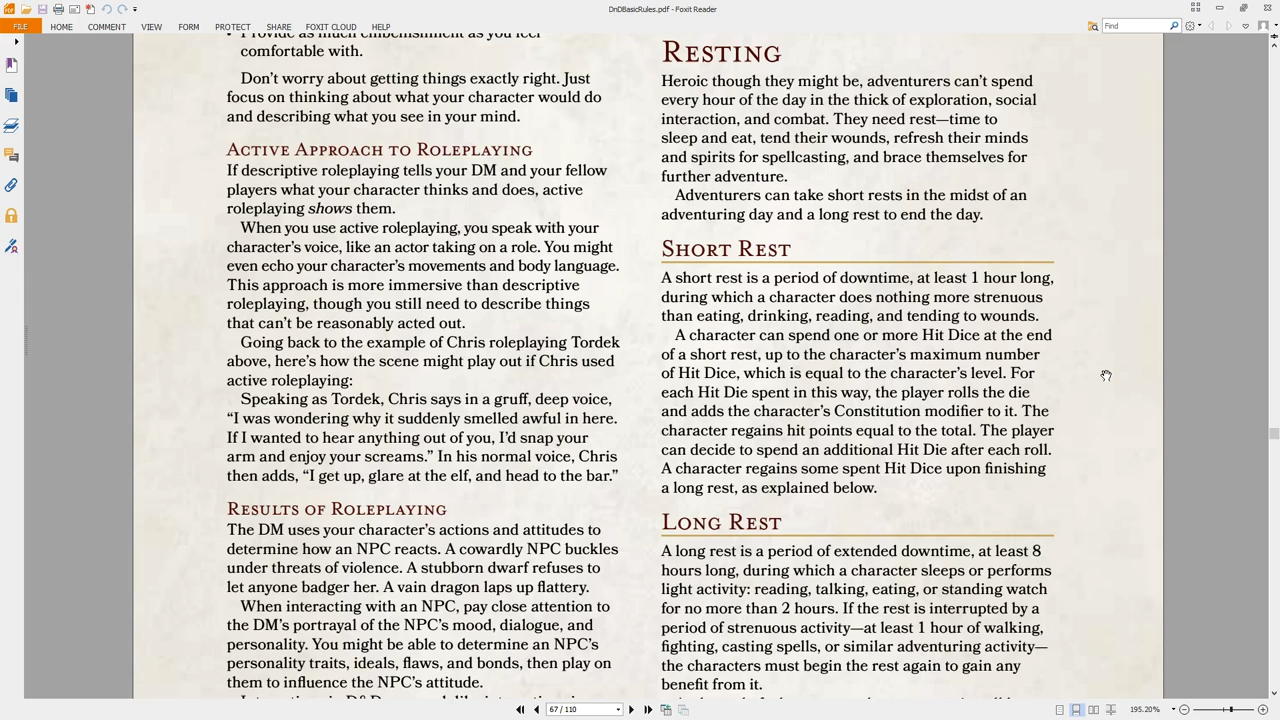 DnDBasicRules.pdf - Foxit Reader
FILE
HOME
COMMENT
VIEW
FORM
PROTECT
SHARE
FOXIT CLOUD
HELP
Find
• Provide as much embellishment as you feel
comfortable with.
Don't worry about getting things exactly right. Just
focus on thinking about what your character would do
and describing what you see in your mind.
ACTIVE APPROACH TO ROLEPLAYING
If descriptive roleplaying tells your DM and your fellow
players what your character thinks and does, active
roleplaying shows them.
When you use active roleplaying, you speak with your
character's voice, like an actor taking on a role. You might
even echo your character's movements and body language.
This approach is more immersive than descriptive
roleplaying, though you still need to describe things
that can't be reasonably acted out.
Going back to the example of Chris roleplaying Tordek
above, here's how the scene might play out if Chris used
active roleplaying:
Speaking as Tordek, Chris says in a gruff, deep voice,
“I was wondering why it suddenly smelled awful in here.
If I wanted to hear anything out of you, I'd snap your
arm and enjoy your screams.” In his normal voice, Chris
then adds, “I get up, glare at the elf, and head to the bar.”
RESULTS OF ROLEPLAYING
The DM uses your character's actions and attitudes to
determine how an NPC reacts. A cowardly NPC buckles
under threats of violence. A stubborn dwarf refuses to
let anyone badger her. A vain dragon laps up flattery.
When interacting with an NPC, pay close attention to
the DM's portrayal of the NPC's mood, dialogue, and
personality. You might be able to determine an NPC's
personality traits, ideals, flaws, and bonds, then play on
them to influence the NPC's attitude.
RESTING
Heroic though they might be, adventurers can't spend
every hour of the day in the thick of exploration, social
interaction, and combat. They need rest—time to
sleep and eat, tend their wounds, refresh their minds
and spirits for spellcasting, and brace themselves for
further adventure.
Adventurers can take short rests in the midst of an
adventuring day and a long rest to end the day.
SHORT REST
A short rest is a period of downtime, at least 1 hour long,
during which a character does nothing more strenuous
than eating, drinking, reading, and tending to wounds.
A character can spend one or more Hit Dice at the end
of a short rest, up to the character's maximum number
of Hit Dice, which is equal to the character's level. For
each Hit Die spent in this way, the player rolls the die
and adds the character's Constitution modifier to it. The
character regains hit points equal to the total. The player
can decide to spend an additional Hit Die after each roll.
A character regains some spent Hit Dice upon finishing
a long rest, as explained below.
LONG REST
A long rest is a period of extended downtime, at least 8
hours long, during which a character sleeps or performs
light activity: reading, talking, eating, or standing watch
for no more than 2 hours. If the rest is interrupted by a
period of strenuous activity—at least 1 hour of walking,
fighting, casting spells, or similar adventuring activity—
the characters must begin the rest again to gain any
benefit from it.
67 / 110
195.20%